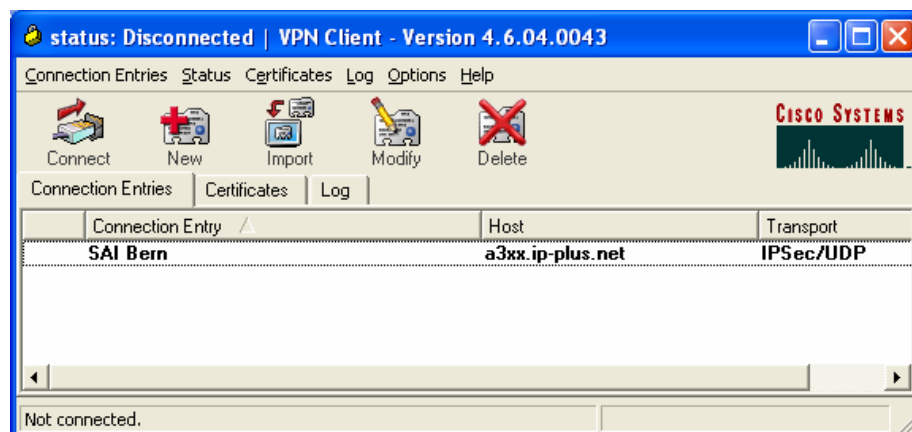 status: Disconnected | VPN Client - Version 4.6.04.0043
Connection Entries Status Certificates Log Options Help
Connect New Import Modify Delete
CISCO SYSTEMS
Connection Entries Certificates Log
Connection Entry Host Transport
SAI Bern a3xx.ip-plus.net IPSec/UDP
Not connected.